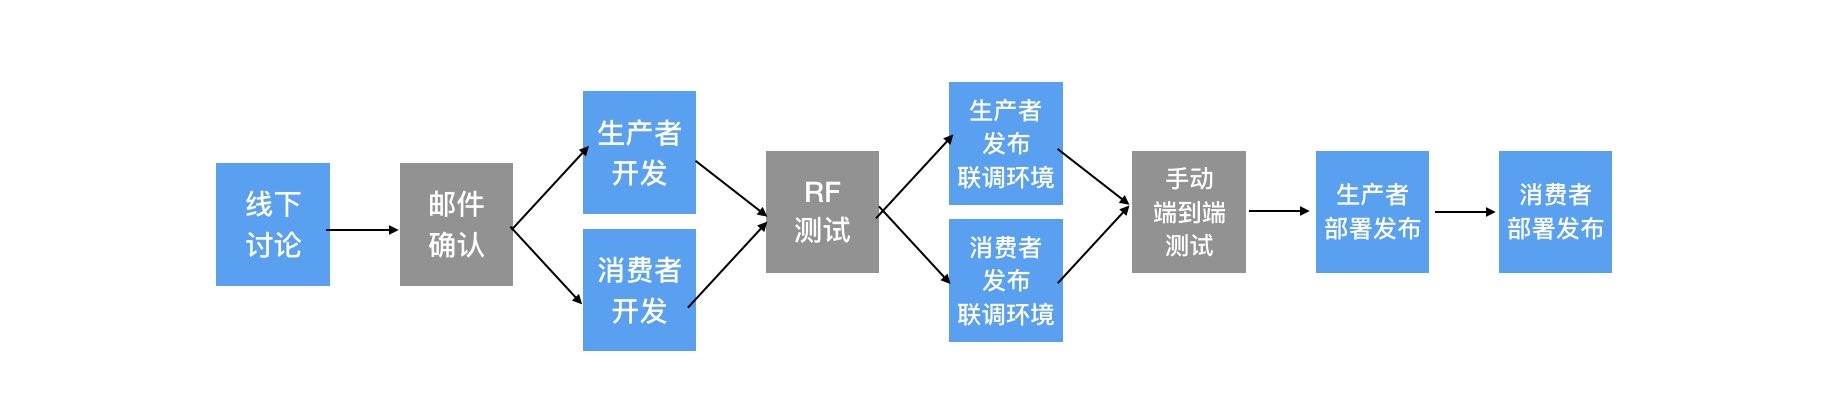 线下
讨论
邮件
确认
生产者
开发
消费者
开发
RF
测试
生产者
发布
联调环境
消费者
发布
联调环境
手动
端到端
测试
生产者
部署发布
消费者
部署发布